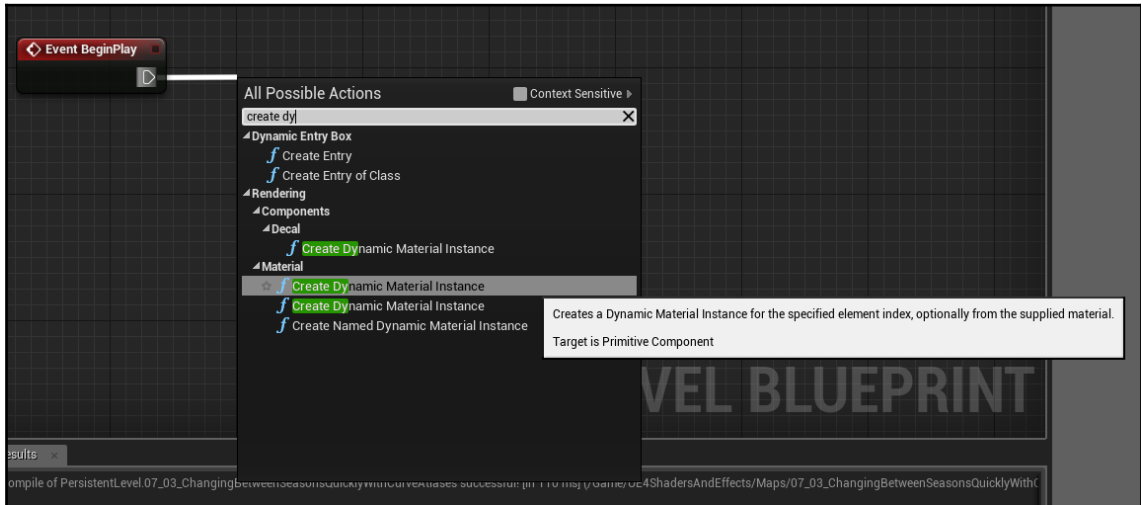 Event BeginPlay
All Possible Actions
Context Sensitive
create dy
Dynamic Entry Box
Create Entry
Create Entry of Class
Rendering
Components
Decal
Create Dynamic Material Instance
Material
Create Dynamic Material Instance
Create Dynamic Material Instance
Create Named Dynamic Material Instance
Creates a Dynamic Material Instance for the specified element index, optionally from the supplied material.
Target is Primitive Component
VEL BLUEPRINT
esults
ompile of PersistentLevel.07_03_ChangingBetweenSeasonsQuicklyWithCurveAtlases successful! [in 110 ms] (/Game/UE4ShadersAndEffects/Maps/07_03_ChangingBetweenSeasonsQuicklyWithC